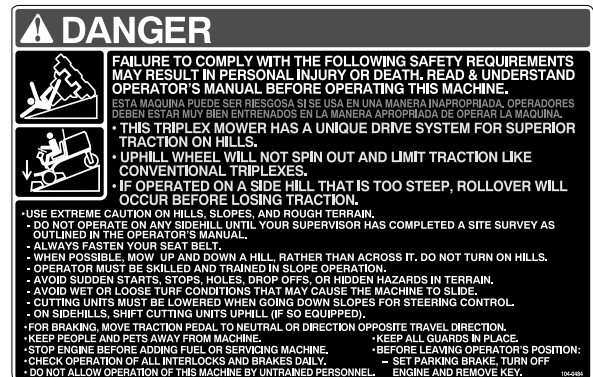 DANGER
FAILURE TO COMPLY WITH THE FOLLOWING SAFETY REQUIREMENTS
MAY RESULT IN PERSONAL INJURY OR DEATH. READ & UNDERSTAND
OPERATOR'S MANUAL BEFORE OPERATING THIS MACHINE.
ESTA MAQUINA PUEDE SER RIESGOSA SI SE USA EN UNA MANERA INAPROPRIADA. OPERADORES
DEBEN ESTAR MUY BIEN ENTRENADOS EN LA MANERA APROPRIADA DE OPERAR LA MAQUINA.
• THIS TRIPLEX MOWER HAS A UNIQUE DRIVE SYSTEM FOR SUPERIOR
TRACTION ON HILLS.
• UPHILL WHEEL WILL NOT SPIN OUT AND LIMIT TRACTION LIKE
CONVENTIONAL TRIPLEXES.
• IF OPERATED ON A SIDE HILL THAT IS TOO STEEP, ROLLOVER WILL
OCCUR BEFORE LOSING TRACTION.
• USE EXTREME CAUTION ON HILLS, SLOPES, AND ROUGH TERRAIN.
- DO NOT OPERATE ON ANY SIDEHILL UNTIL YOUR SUPERVISOR HAS COMPLETED A SITE SURVEY AS
OUTLINED IN THE OPERATOR'S MANUAL.
- ALWAYS FASTEN YOUR SEAT BELT.
- WHEN POSSIBLE, MOW UP AND DOWN A HILL, RATHER THAN ACROSS IT. DO NOT TURN ON HILLS.
- OPERATOR MUST BE SKILLED AND TRAINED IN SLOPE OPERATION.
- AVOID SUDDEN STARTS, STOPS, HOLES, DROP OFFS, OR HIDDEN HAZARDS IN TERRAIN.
- AVOID WET OR LOOSE TURF CONDITIONS THAT MAY CAUSE THE MACHINE TO SLIDE.
- CUTTING UNITS MUST BE LOWERED WHEN GOING DOWN SLOPES FOR STEERING CONTROL.
- ON SIDEHILLS, SHIFT CUTTING UNITS UPHILL (IF SO EQUIPPED).
• FOR BRAKING, MOVE TRACTION PEDAL TO NEUTRAL OR DIRECTION OPPOSITE TRAVEL DIRECTION.
• KEEP PEOPLE AND PETS AWAY FROM MACHINE.
• STOP ENGINE BEFORE ADDING FUEL OR SERVICING MACHINE.
• CHECK OPERATION OF ALL INTERLOCKS AND BRAKES DAILY.
• DO NOT ALLOW OPERATION OF THIS MACHINE BY UNTRAINED PERSONNEL.
• KEEP ALL GUARDS IN PLACE.
• BEFORE LEAVING OPERATOR'S POSITION:
– SET PARKING BRAKE, TURN OFF
ENGINE AND REMOVE KEY.
104-0484